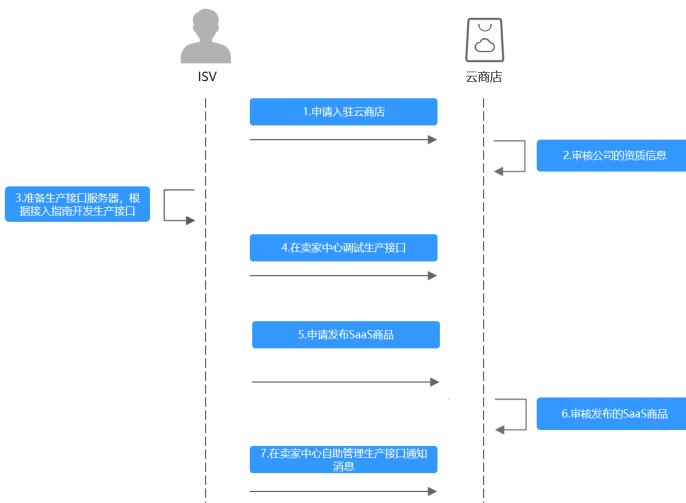 ISV
云商店
1.申请入驻云商店
2.审核公司的资质信息
3.准备生产接口服务器，根
据接入指南开发生产接口
4.在卖家中心调试生产接口
5.申请发布SaaS商品
6.审核发布的SaaS商品
7.在卖家中心自助管理生产接口通知
消息